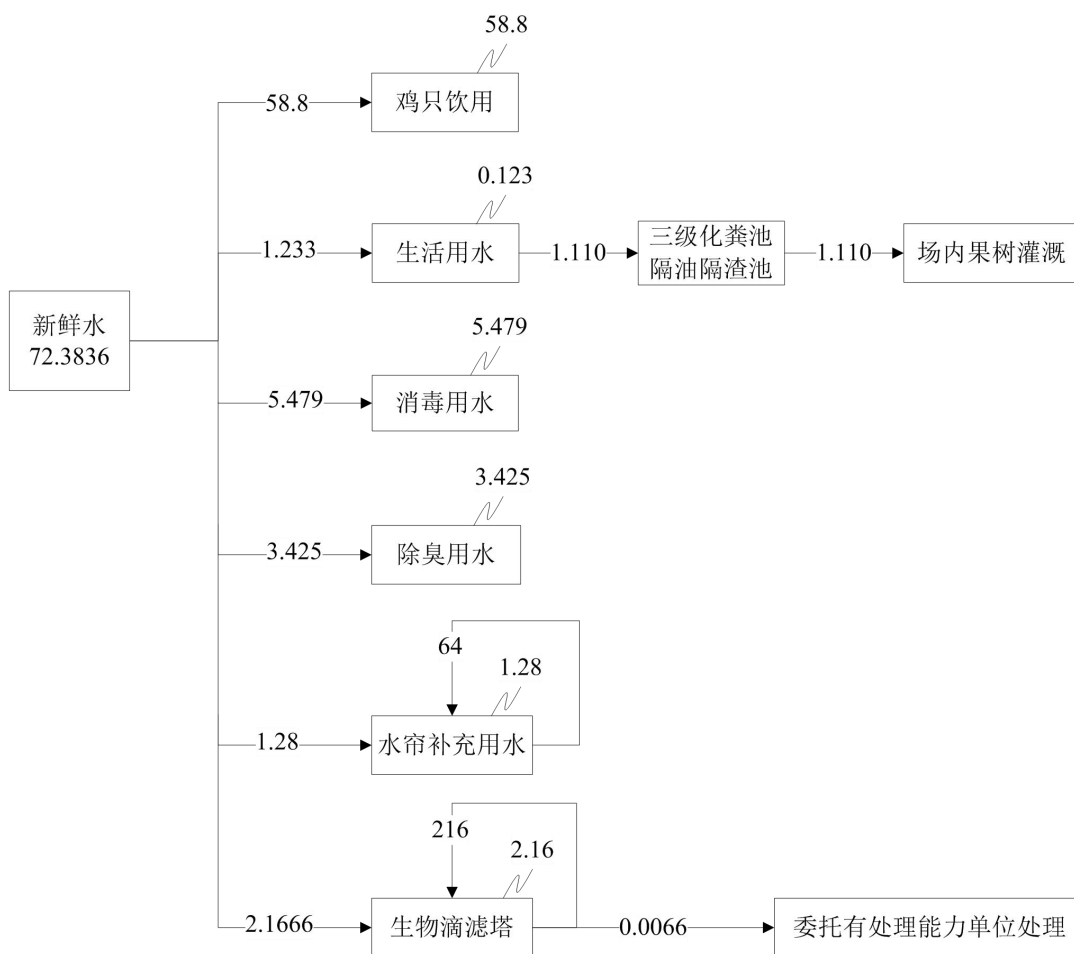 58.8
58.8
鸡只饮用
0.123
1.233
生活用水
1.110
三级化粪池
隔油隔渣池
1.110
场内果树灌溉
新鲜水
72.3836
5.479
5.479
消毒用水
3.425
3.425
除臭用水
64
1.28
1.28
水帘补充用水
216
2.16
2.1666
生物滴滤塔
0.0066
委托有处理能力单位处理